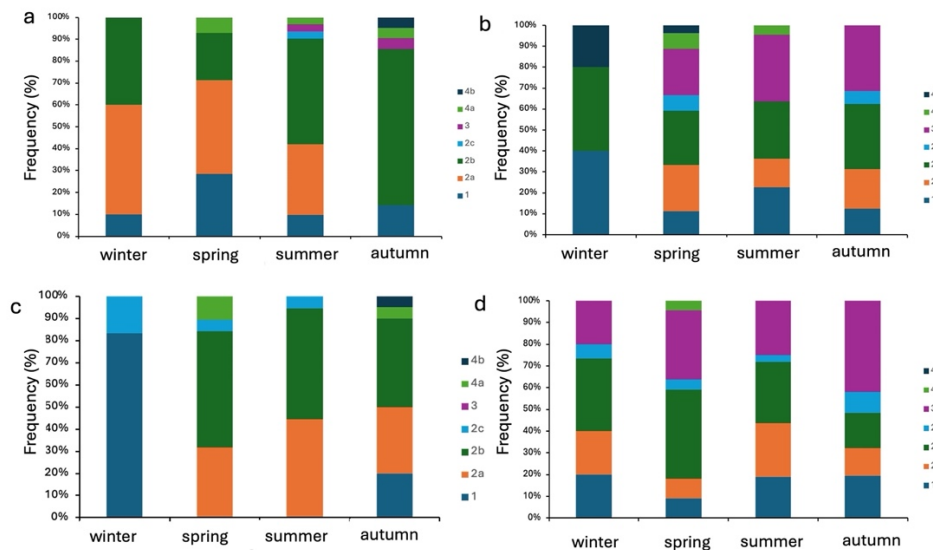 a
Frequency (%)
100%
90%
80%
70%
60%
50%
40%
30%
20%
10%
0%
winter spring summer autumn
4b
4a
3
2c
2b
2a
1
b
Frequency (%)
100%
90%
80%
70%
60%
50%
40%
30%
20%
10%
0%
winter spring summer autumn
c
Frequency (%)
100%
90%
80%
70%
60%
50%
40%
30%
20%
10%
0%
winter spring summer autumn
4b
4a
3
2c
2b
2a
1
d
Frequency (%)
100%
90%
80%
70%
60%
50%
40%
30%
20%
10%
0%
winter spring summer autumn